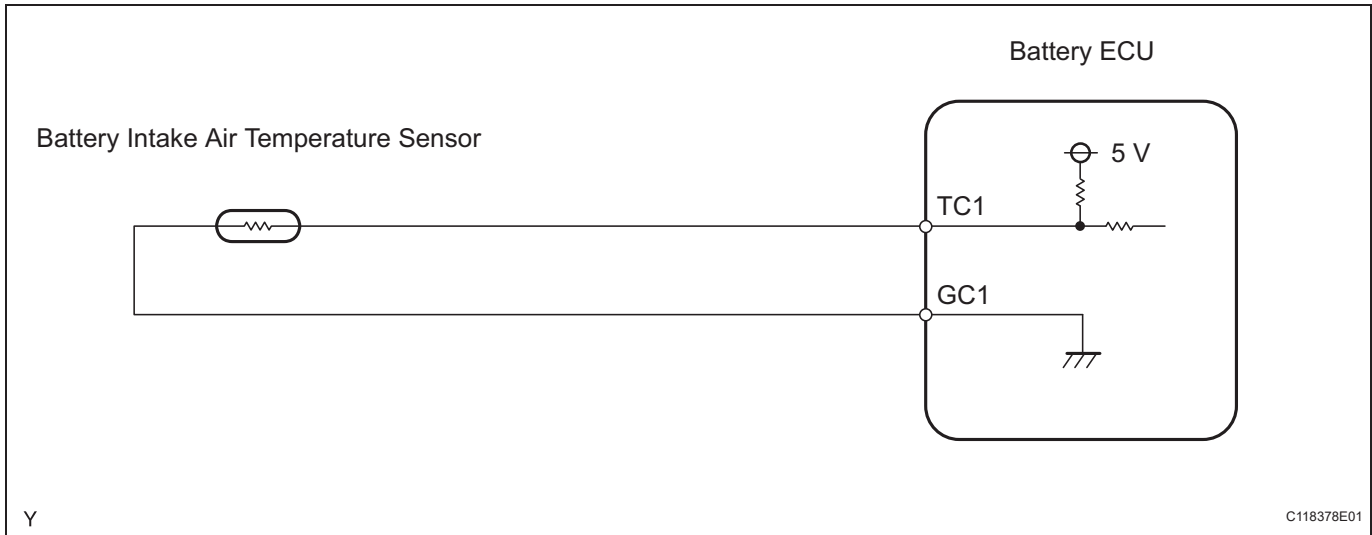 Battery ECU
Battery Intake Air Temperature Sensor
5 V
TC1
GC1
Y
C118378E01